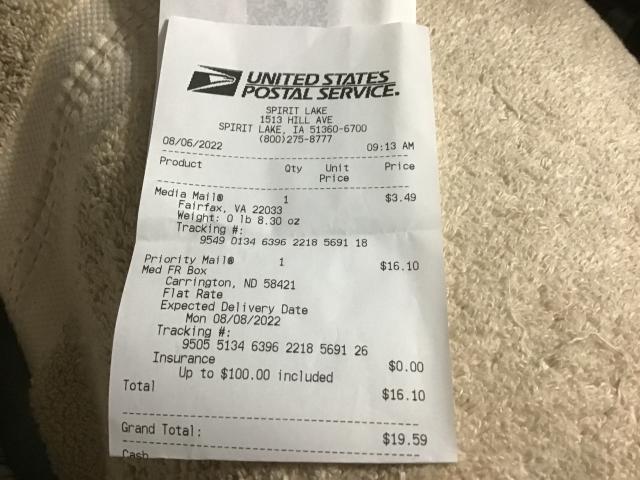 UNITED STATES
POSTAL SERVICE.
SPIRIT LAKE
1513 HILL AVE
SPIRIT LAKE, IA 51360-6700
(800)275-8777
08/06/2022 09:13 AM
Product Qty Unit Price
Price
Media Mail® 1 $3.49
Fairfax, VA 22033
Weight: 0 lb 8.30 oz
Tracking #:
9549 0134 6396 2218 5691 18
Priority Mail® 1 $16.10
Med FR Box
Carrington, ND 58421
Flat Rate
Expected Delivery Date
Mon 08/08/2022
Tracking #:
9505 5134 6396 2218 5691 26
Insurance $0.00
Up to $100.00 included
Total $16.10
Grand Total: $19.59
Cash